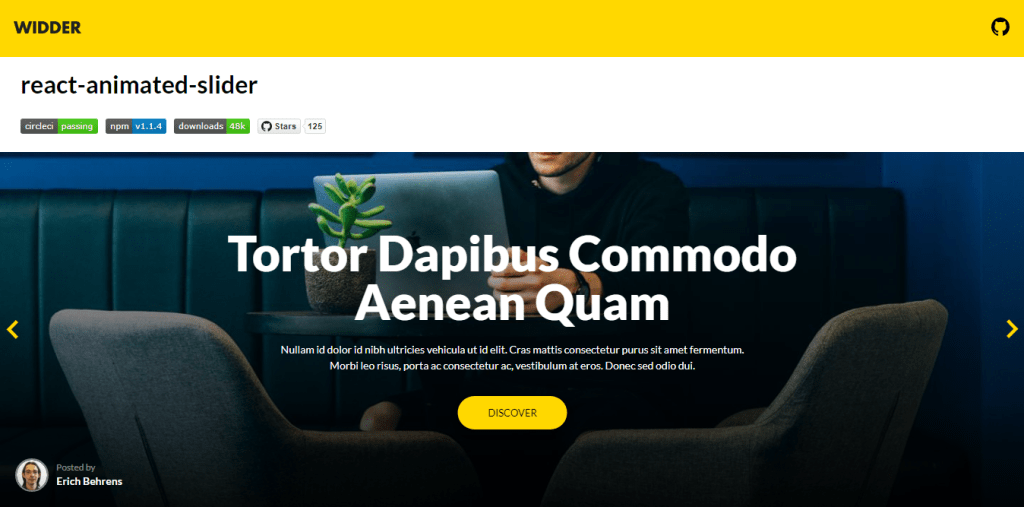 WIDDER
react-animated-slider
circleci passing npm v1.1.4 downloads 48k Stars 125
Tortor Dapibus Commodo
Aenean Quam
Nullam id dolor id nibh ultricies vehicula ut id elit. Cras mattis consectetur purus sit amet fermentum.
Morbi leo risus, porta ac consectetur ac, vestibulum at eros. Donec sed odio dui.
DISCOVER
Posted by
Erich Behrens